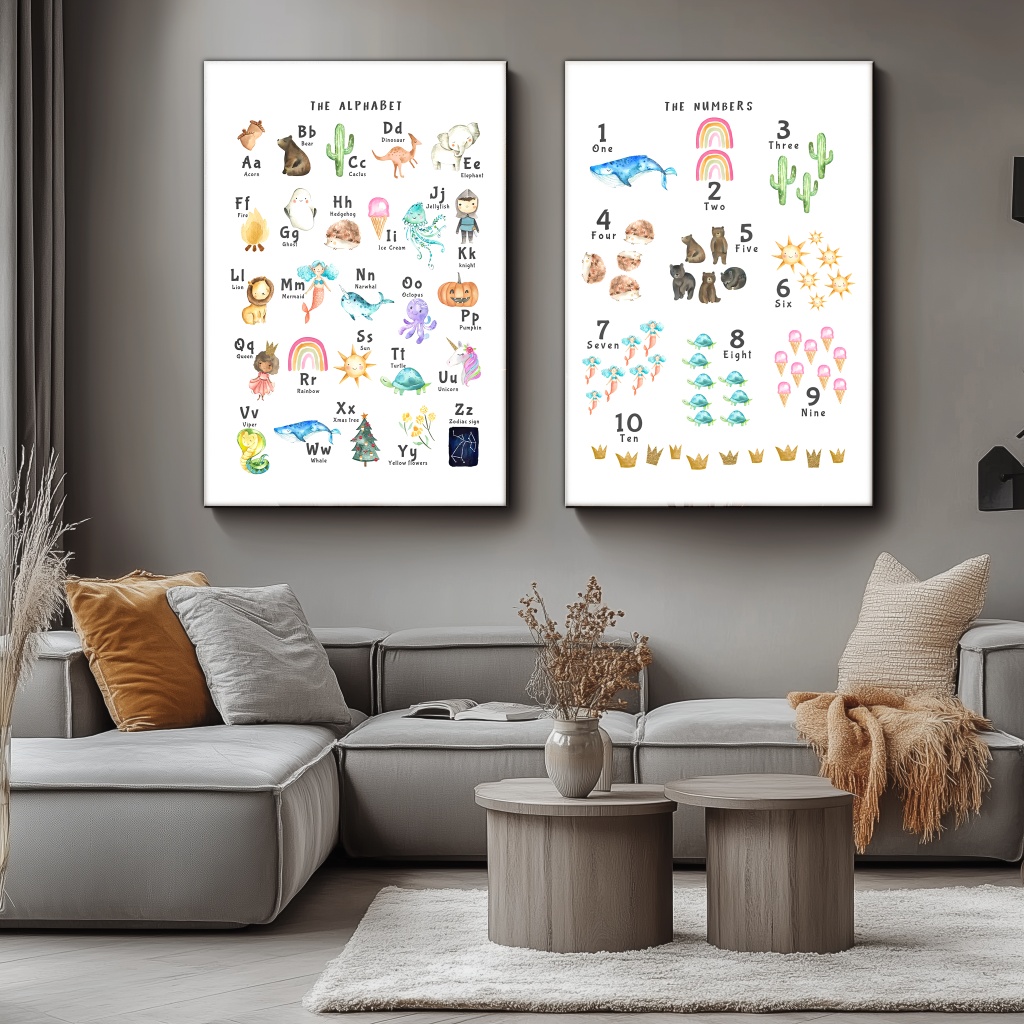 THE ALPHABET
Aa
Acorn
Bb
Bear
Cc
Cactus
Dd
Dinosaur
Ee
Elephant
Ff
Fire
Gg
Ghost
Hh
Hedgehog
Ii
Ice Cream
Jj
Jellyfish
Kk
knight
Ll
Lion
Mm
Mermaid
Nn
Narwhal
Oo
Octopus
Pp
Pumpkin
Qq
Queen
Rr
Rainbow
Ss
Sun
Tt
Turtle
Uu
Unicorn
Vv
Viper
Ww
Whale
Xx
Xmas tree
Yy
Yellow flowers
Zz
Zodiac sign
THE NUMBERS
1
One
2
Two
3
Three
4
Four
5
Five
6
Six
7
Seven
8
Eight
9
Nine
10
Ten